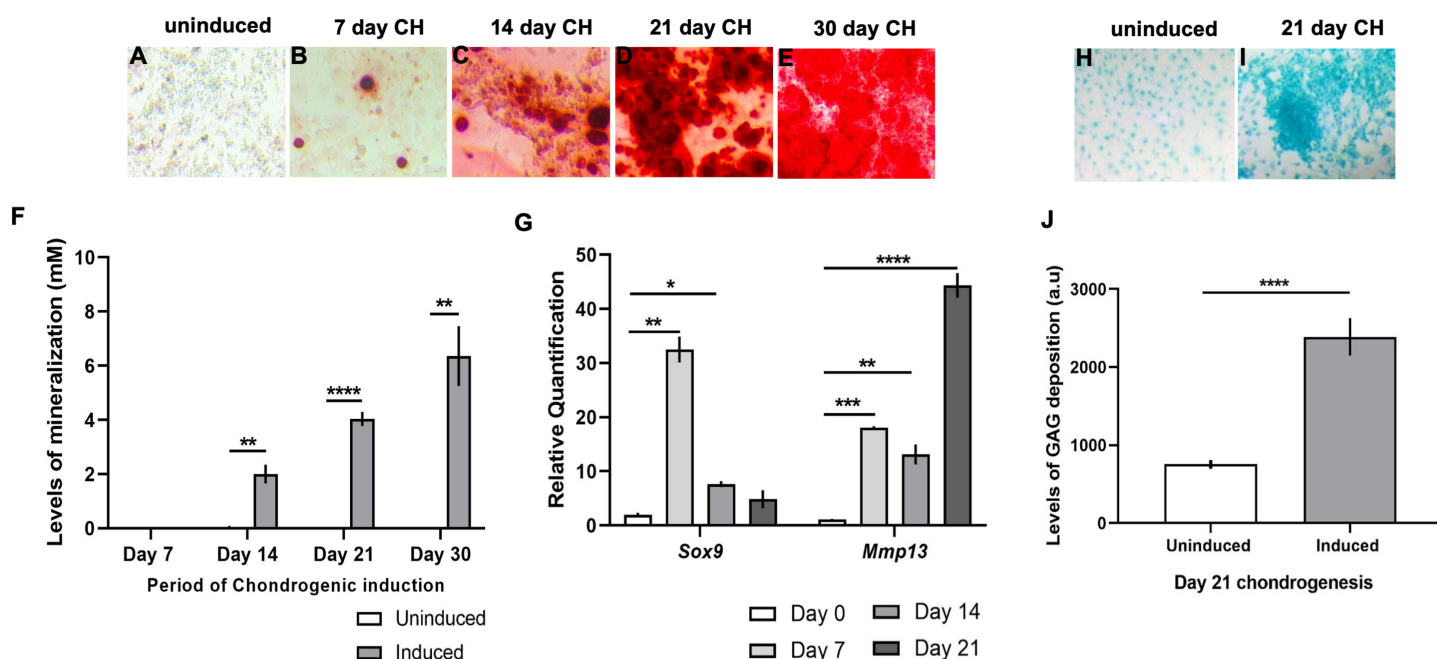 uninduced 7 day CH 14 day CH 21 day CH 30 day CH uninduced 21 day CH
A B C D E H I
F
Levels of mineralization (mM)
10
8
6
4
2
0
** **** **
Day 7 Day 14 Day 21 Day 30
Period of Chondrogenic induction
Uninduced
Induced
G
Relative Quantification
50
40
30
20
10
0
** * *** ** ****
Sox9 Mmp13
Day 0 Day 14
Day 7 Day 21
J
Levels of GAG deposition (a.u)
3000
2000
1000
0
****
Uninduced Induced
Day 21 chondrogenesis